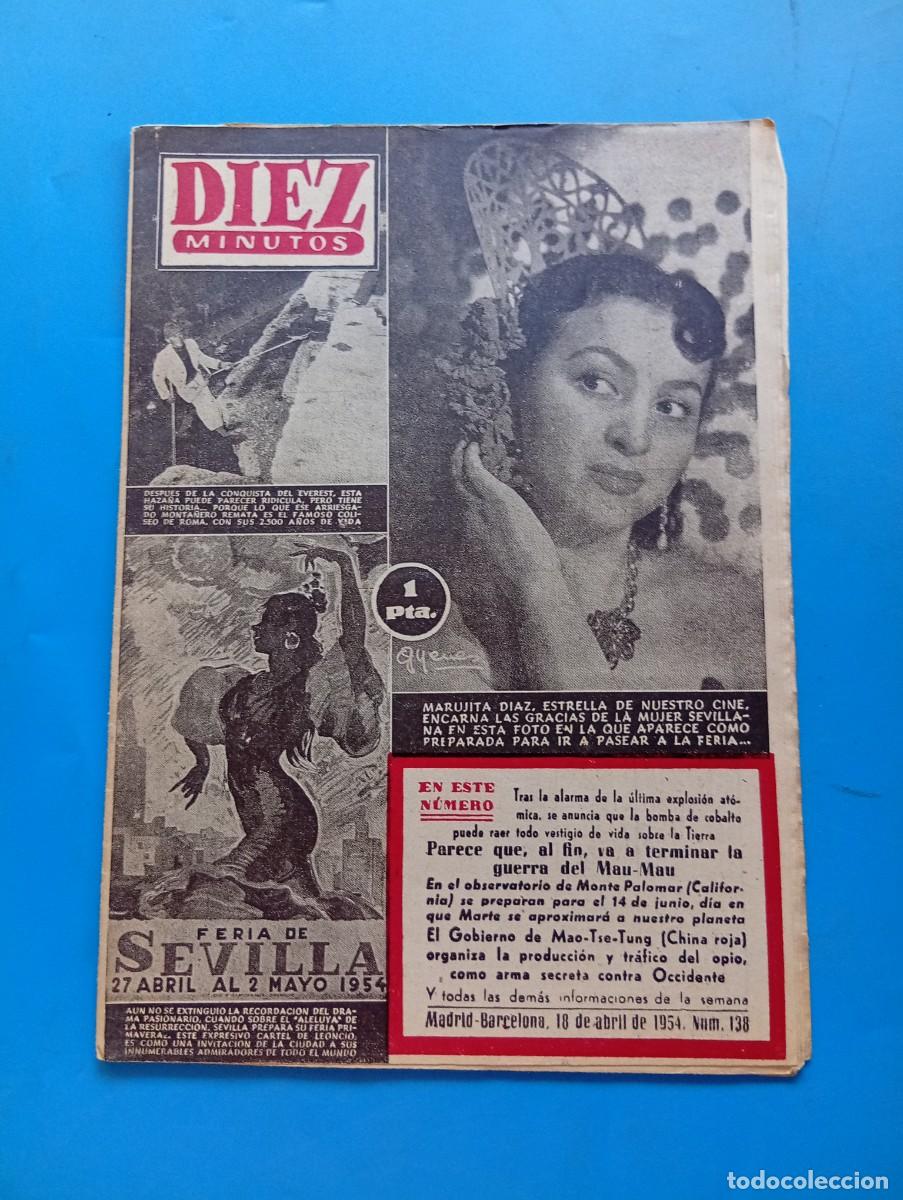 DIEZ
MINUTOS
DESPUES DE LA CONQUISTA DEL EVEREST, ESTA
HAZAÑA PUEDE PARECER RIDICULA, PERO TIENE
SU HISTORIA... PORQUE LO QUE ESE ARRIESGA-
DO MONTAÑERO REMATA ES EL FAMOSO COLI-
SEO DE ROMA, CON SUS 2.500 AÑOS DE VIDA
1
Pta.
Gyenes
MARUJITA DIAZ, ESTRELLA DE NUESTRO CINE,
ENCARNA LAS GRACIAS DE LA MUJER SEVILLA-
NA EN ESTA FOTO EN LA QUE APARECE COMO
PREPARADA PARA IR A PASEAR A LA FERIA...
FERIA DE
SEVILLA
27 ABRIL AL 2 MAYO 1954
AUN NO SE EXTINGUIO LA RECORDACION DEL DRA-
MA PASIONARIO, CUANDO SOBRE EL "ALELUYA" DE
LA RESURRECCION, SEVILLA PREPARA SU FERIA PRI-
MAVERAL. ESTE EXPRESIVO CARTEL DE LEONCIO,
ES COMO UNA INVITACION DE LA CIUDAD A SUS
INNUMERABLES ADMIRADORES DE TODO EL MUNDO
EN ESTE
NÚMERO
Tras la alarma de la última explosión ató-
mica, se anuncia que la bomba de cobalto
puede raer todo vestigio de vida sobre la Tierra
Parece que, al fin, va a terminar la
guerra del Mau-Mau
En el observatorio de Monte Palomar (Califor-
nia) se preparan para el 14 de junio, día en
que Marte se aproximará a nuestro planeta
El Gobierno de Mao-Tse-Tung (China roja)
organiza la producción y tráfico del opio,
como arma secreta contra Occidente
Y todas las demás informaciones de la semana
Madrid-Barcelona, 18 de abril de 1954. Núm. 138
todocoleccion